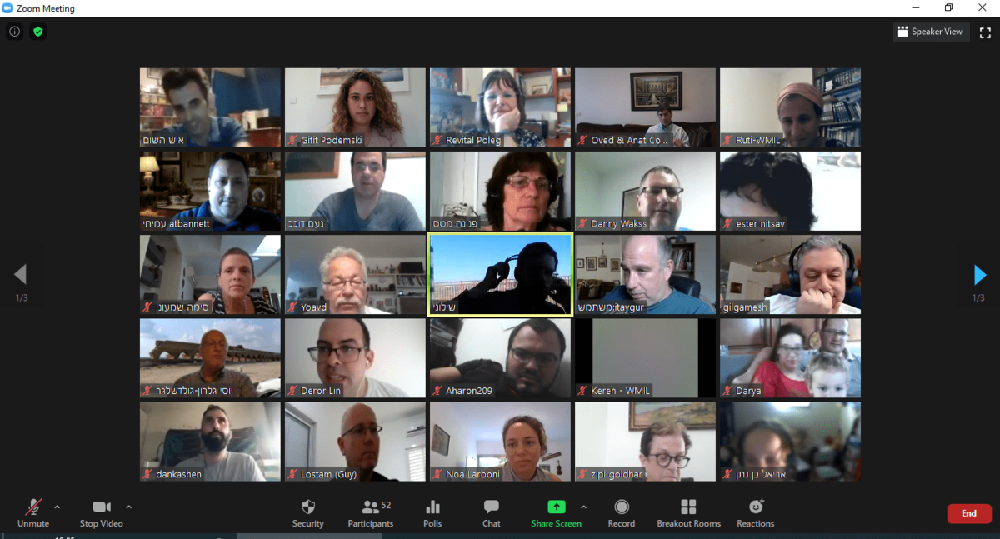 Zoom Meeting
Speaker View
איש השום
Gitit Podemski
Revital Poleg
Oved & Anat Co...
Ruti-WMIL
עמיחי atbannett
נעם דובב
פנינה מטס
Danny Wakss
ester nitsav
סימה שמעוני
Yoavd
שילוני
משתמש:itaygur
gilgamesh
יוסי גלרון-גולדשלגר
Deror Lin
Aharon209
Keren - WMIL
Darya
dankashen
Lostam (Guy)
Noa Larboni
zipi goldhar
אריאל בן נתן
1/3
1/3
Unmute
Stop Video
Security
52
Participants
Polls
Chat
Share Screen
Record
Breakout Rooms
Reactions
End